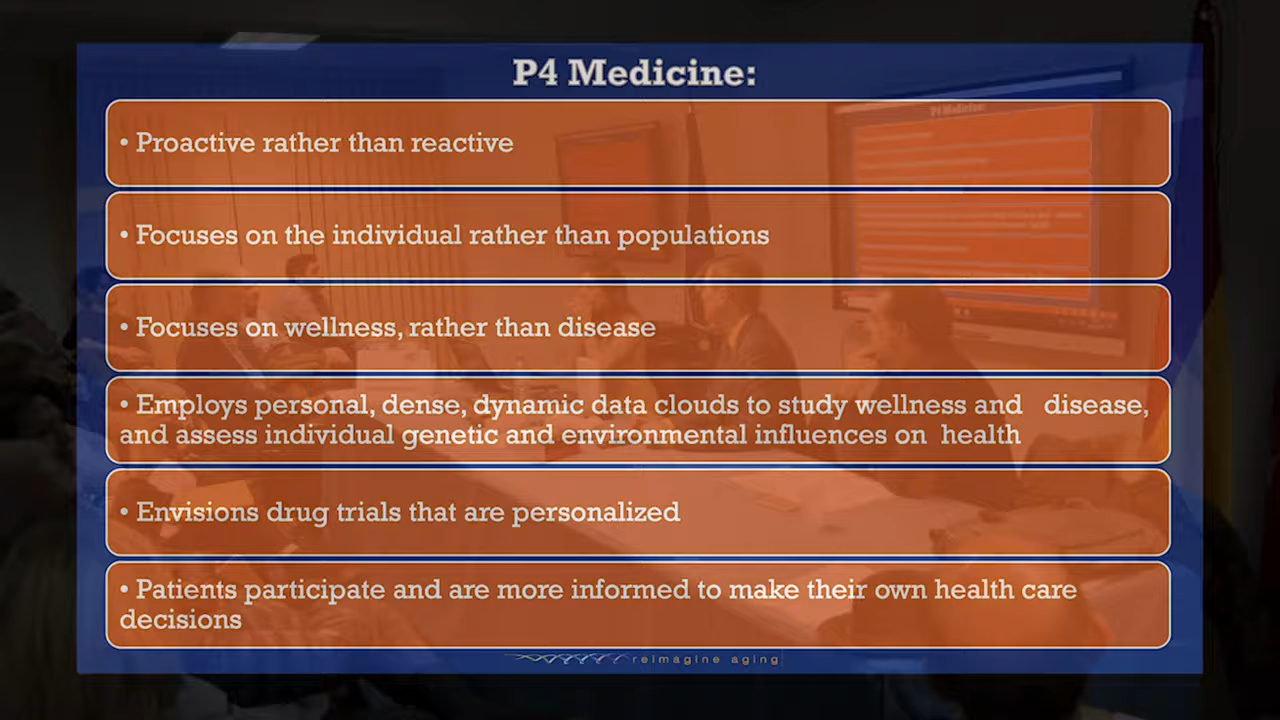 P4 Medicine:
• Proactive rather than reactive
• Focuses on the individual rather than populations
• Focuses on wellness, rather than disease
• Employs personal, dense, dynamic data clouds to study wellness and disease,
and assess individual genetic and environmental influences on health
• Envisions drug trials that are personalized
• Patients participate and are more informed to make their own health care
decisions
reimagine aging